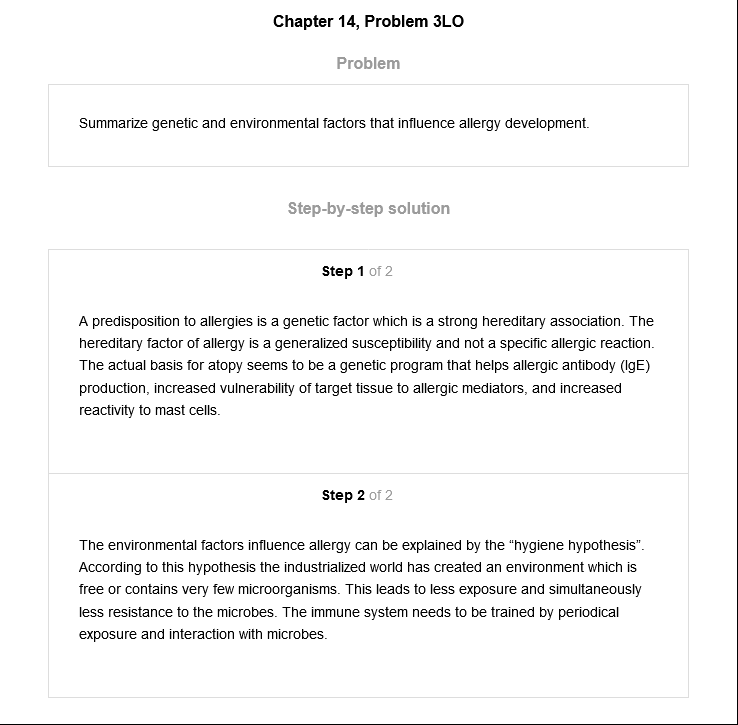 Chapter 14, Problem 3LO
Problem
Summarize genetic and environmental factors that influence allergy development.
Step-by-step solution
Step 1 of 2
A predisposition to allergies is a genetic factor which is a strong hereditary association. The
hereditary factor of allergy is a generalized susceptibility and not a specific allergic reaction.
The actual basis for atopy seems to be a genetic program that helps allergic antibody (IgE)
production, increased vulnerability of target tissue to allergic mediators, and increased
reactivity to mast cells.
Step 2 of 2
The environmental factors influence allergy can be explained by the “hygiene hypothesis”.
According to this hypothesis the industrialized world has created an environment which is
free or contains very few microorganisms. This leads to less exposure and simultaneously
less resistance to the microbes. The immune system needs to be trained by periodical
exposure and interaction with microbes.